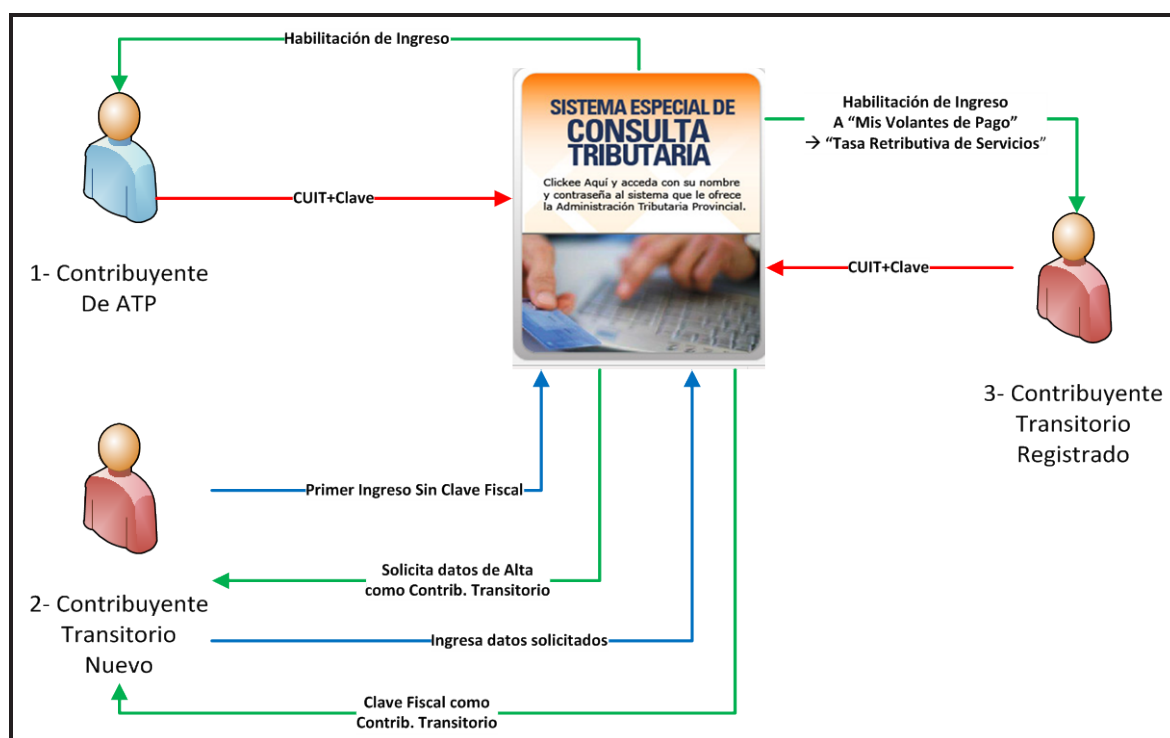 Habilitación de Ingreso
SISTEMA ESPECIAL DE
CONSULTA
TRIBUTARIA
Clickee Aquí y acceda con su nombre
y contraseña al sistema que le ofrece
la Administración Tributaria Provincial.
Habilitación de Ingreso
A “Mis Volantes de Pago”
→ “Tasa Retributiva de Servicios”
CUIT+Clave
1- Contribuyente
De ATP
CUIT+Clave
3- Contribuyente
Transitorio
Registrado
Primer Ingreso Sin Clave Fiscal
Solicita datos de Alta
como Contrib. Transitorio
2- Contribuyente
Transitorio
Nuevo
Ingresa datos solicitados
Clave Fiscal como
Contrib. Transitorio